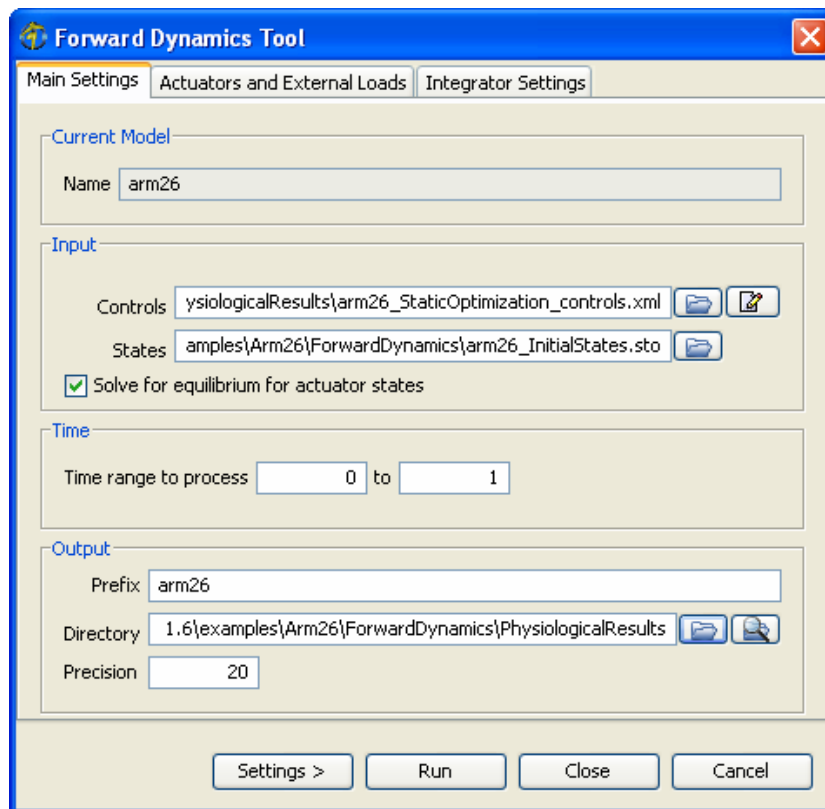 Forward Dynamics Tool
Main Settings Actuators and External Loads Integrator Settings
Current Model
Name arm26
Input
Controls ysiologicalResults\arm26_StaticOptimization_controls.xml
States amples\Arm26\ForwardDynamics\arm26_InitialStates.sto
Solve for equilibrium for actuator states
Time
Time range to process 0 to 1
Output
Prefix arm26
Directory 1.6\examples\Arm26\ForwardDynamics\PhysiologicalResults
Precision 20
Settings > Run Close Cancel